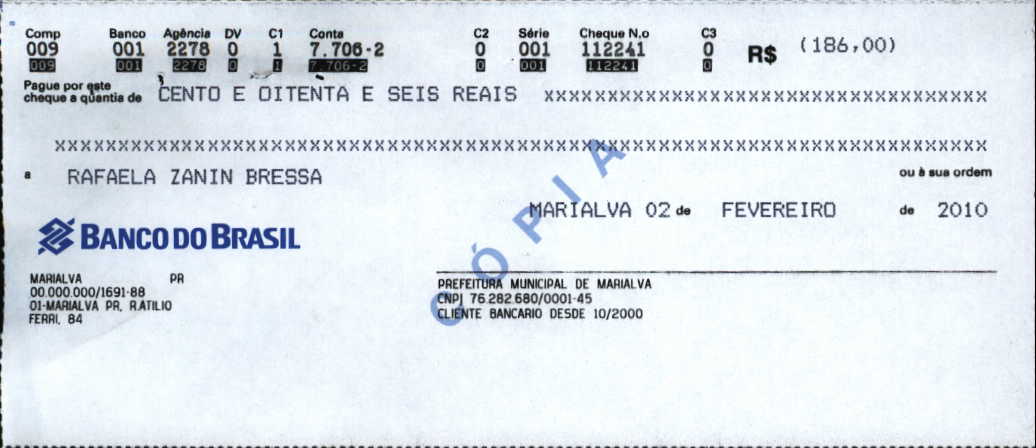 Comp Banco Agência DV C1 Conta C2 Série Cheque N.o C3
009 001 2278 0 1 7.706-2 0 001 112241 0 R$ (186,00)
009 001 2278 0 1 7.706-2 0 001 112241 0
Pague por este
cheque a quantia de CENTO E OITENTA E SEIS REAIS XXXXXXXXXXXXXXXXXXXXXXXXXXXXXXXXXXXXX
XXXXXXXXXXXXXXXXXXXXXXXXXXXXXXXXXXXXXXXXXXXXXXXXXXXXXXXXXXXXXXXXXXXXXXXXXXXXXX
a RAFAELA ZANIN BRESSA ou à sua ordem
MARIALVA 02 de FEVEREIRO de 2010
BANCO DO BRASIL
CÓPIA
MARIALVA PR
00.000.000/1691-88
01-MARIALVA PR, R.ATILIO
FERRI, 84
PREFEITURA MUNICIPAL DE MARIALVA
CNPJ 76.282.680/0001-45
CLIENTE BANCARIO DESDE 10/2000